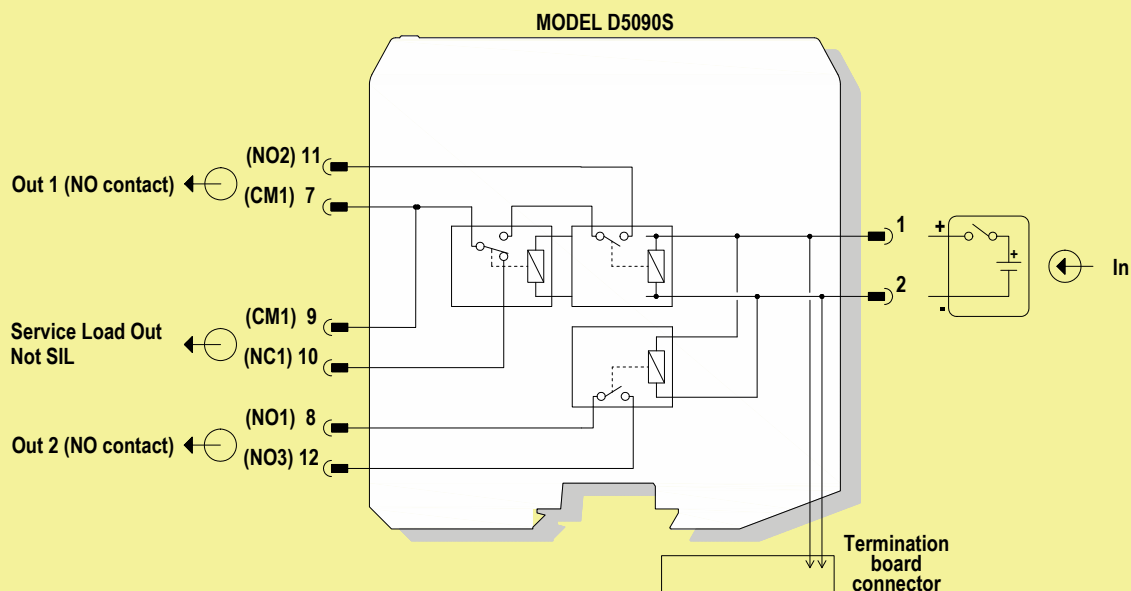 MODEL D5090S
(NO2) 11
Out 1 (NO contact)
(CM1) 7
1
+
+
In
2
-
(CM1) 9
Service Load Out
Not SIL
(NC1) 10
(NO1) 8
Out 2 (NO contact)
(NO3) 12
Termination
board
connector